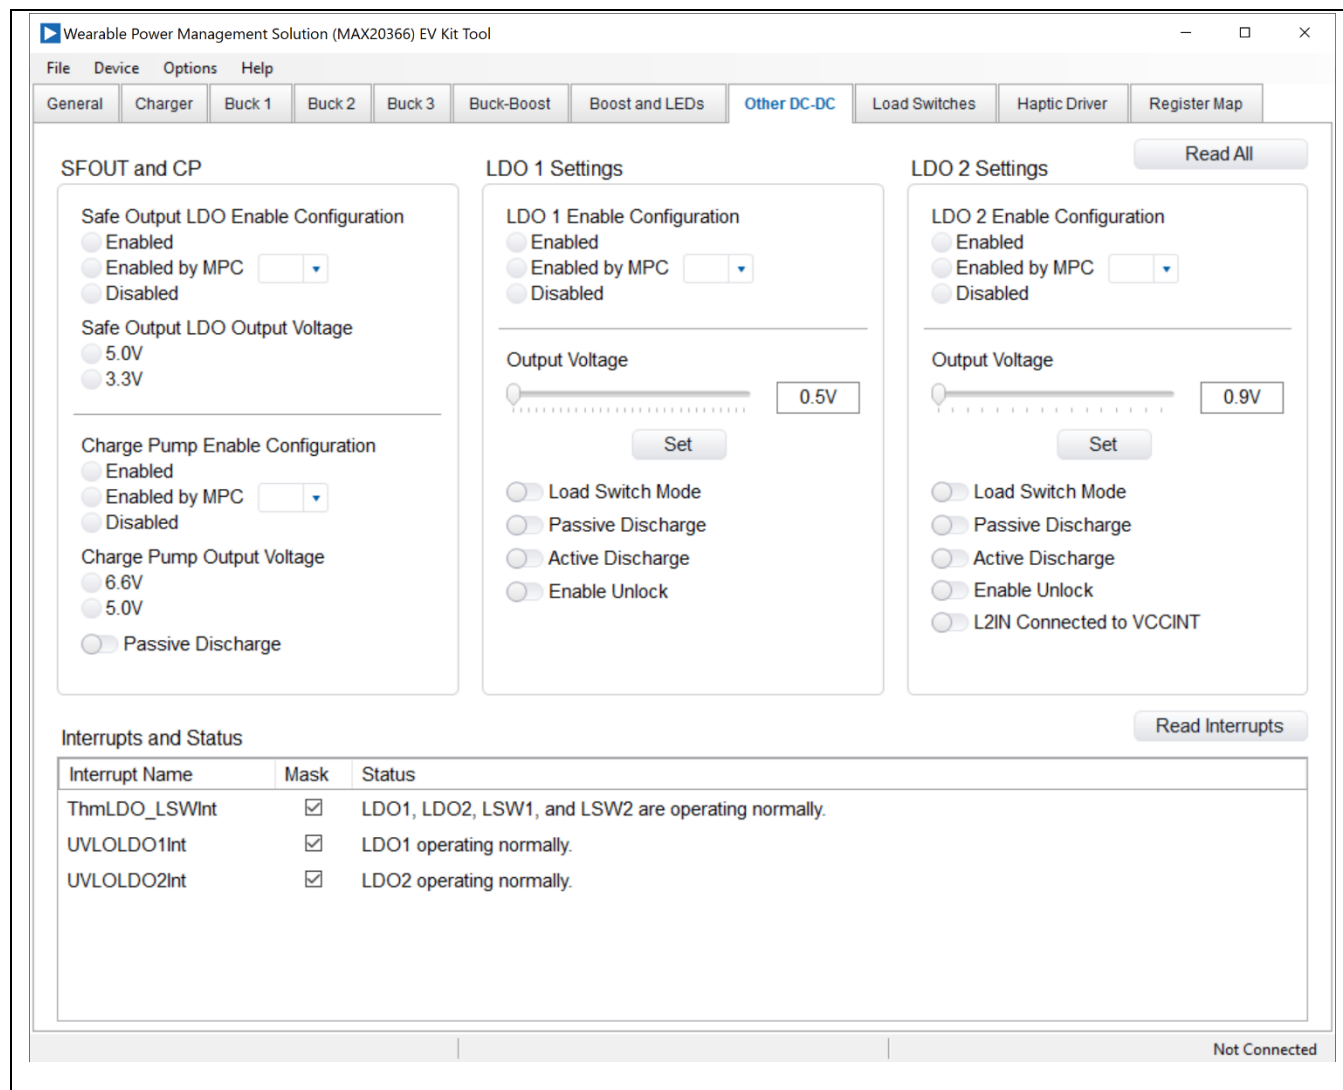 Wearable Power Management Solution (MAX20366) EV Kit Tool
File Device Options Help
General Charger Buck 1 Buck 2 Buck 3 Buck-Boost Boost and LEDs Other DC-DC Load Switches Haptic Driver Register Map
Read All
SFOUT and CP
Safe Output LDO Enable Configuration
Enabled
Enabled by MPC
Disabled
Safe Output LDO Output Voltage
5.0V
3.3V
Charge Pump Enable Configuration
Enabled
Enabled by MPC
Disabled
Charge Pump Output Voltage
6.6V
5.0V
Passive Discharge
LDO 1 Settings
LDO 1 Enable Configuration
Enabled
Enabled by MPC
Disabled
Output Voltage
0.5V
Set
Load Switch Mode
Passive Discharge
Active Discharge
Enable Unlock
LDO 2 Settings
LDO 2 Enable Configuration
Enabled
Enabled by MPC
Disabled
Output Voltage
0.9V
Set
Load Switch Mode
Passive Discharge
Active Discharge
Enable Unlock
L2IN Connected to VCCINT
Interrupts and Status
Read Interrupts
Interrupt Name Mask Status
ThmLDO_LSWInt LDO1, LDO2, LSW1, and LSW2 are operating normally.
UVLOLDO1Int LDO1 operating normally.
UVLOLDO2Int LDO2 operating normally.
Not Connected